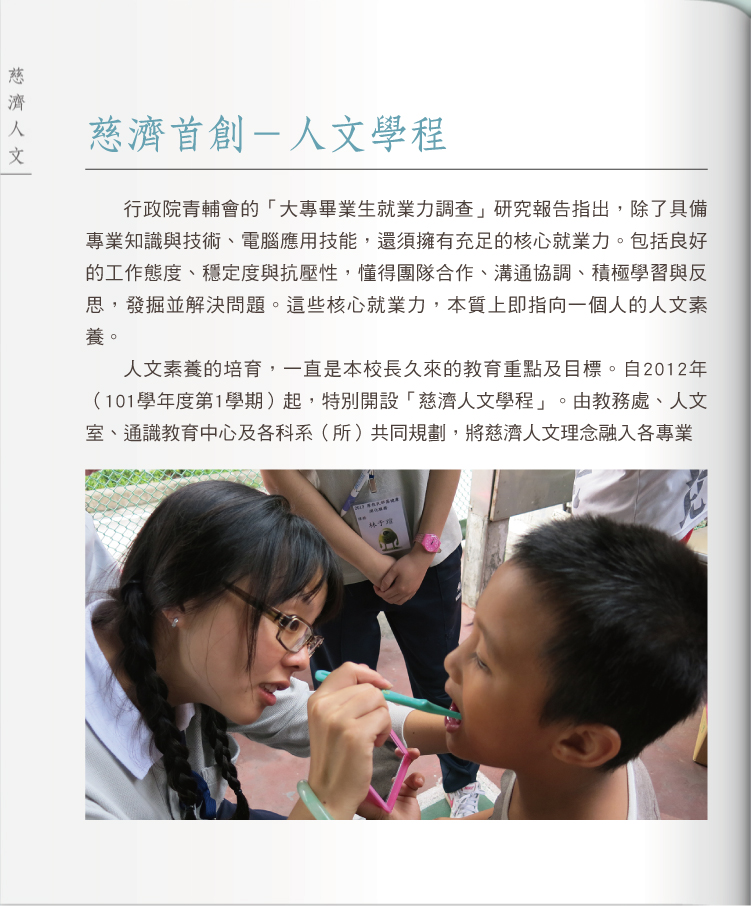 慈濟人文
慈濟首創－人文學程
行政院青輔會的「大專畢業生就業力調查」研究報告指出，除了具備
專業知識與技術、電腦應用技能，還須擁有充足的核心就業力。包括良好
的工作態度、穩定度與抗壓性，懂得團隊合作、溝通協調、積極學習與反
思，發掘並解決問題。這些核心就業力，本質上即指向一個人的人文素
養。
人文素養的培育，一直是本校長久來的教育重點及目標。自2012年
（101學年度第1學期）起，特別開設「慈濟人文學程」。由教務處、人文
室、通識教育中心及各科系（所）共同規劃，將慈濟人文理念融入各專業